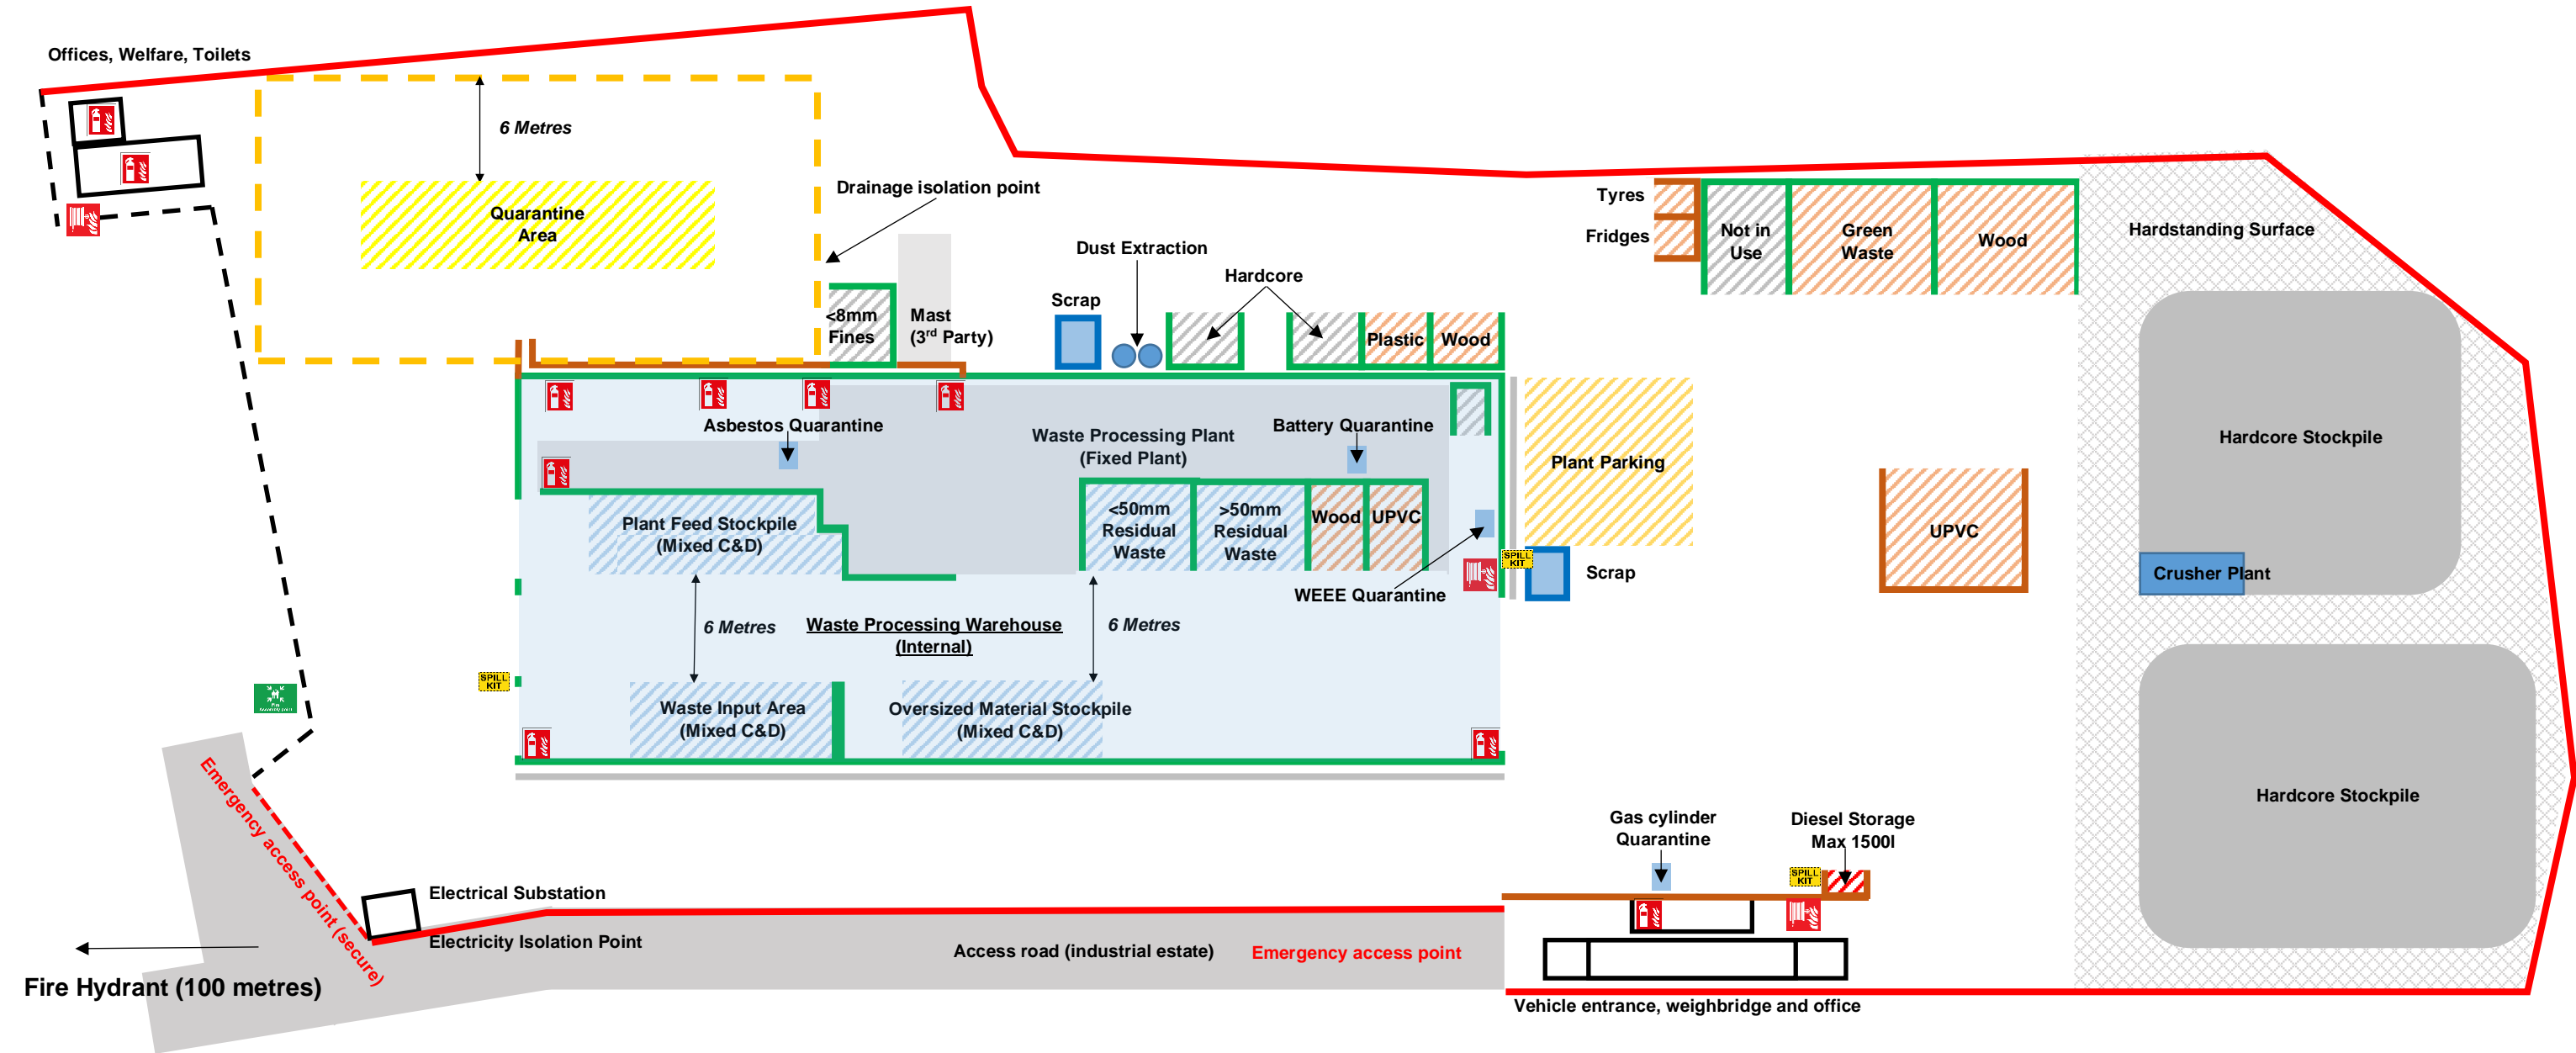 Offices, Welfare, Toilets
6 Metres
Quarantine
Area
Drainage isolation point
<8mm
Fines
Mast
(3rd Party)
Scrap
Dust Extraction
Hardcore
Plastic
Wood
Tyres
Fridges
Not in
Use
Green
Waste
Wood
Hardstanding Surface
Hardcore Stockpile
Crusher Plant
Hardcore Stockpile
Asbestos Quarantine
Waste Processing Plant
(Fixed Plant)
Battery Quarantine
Plant Parking
Plant Feed Stockpile
(Mixed C&D)
<50mm
Residual
Waste
>50mm
Residual
Waste
Wood
UPVC
UPVC
SPILL
KIT
Scrap
WEEE Quarantine
6 Metres
Waste Processing Warehouse
(Internal)
6 Metres
SPILL
KIT
Waste Input Area
(Mixed C&D)
Oversized Material Stockpile
(Mixed C&D)
Emergency access point (secure)
Gas cylinder
Quarantine
Diesel Storage
Max 1500l
SPILL
KIT
Electrical Substation
Electricity Isolation Point
Access road (industrial estate)
Emergency access point
Fire Hydrant (100 metres)
Vehicle entrance, weighbridge and office